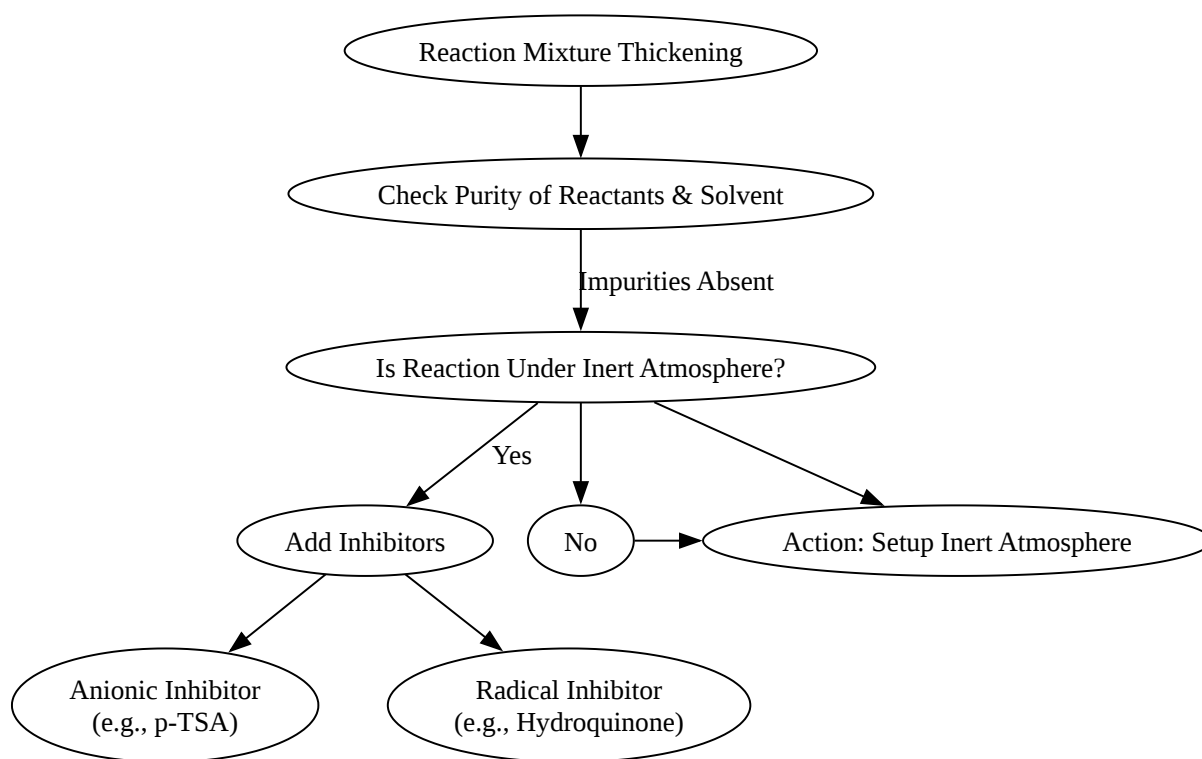 Reaction Mixture Thickening
Check Purity of Reactants & Solvent
Impurities Absent
Is Reaction Under Inert Atmosphere?
Yes
Add Inhibitors
No
Action: Setup Inert Atmosphere
Anionic Inhibitor
(e.g., p-TSA)
Radical Inhibitor
(e.g., Hydroquinone)